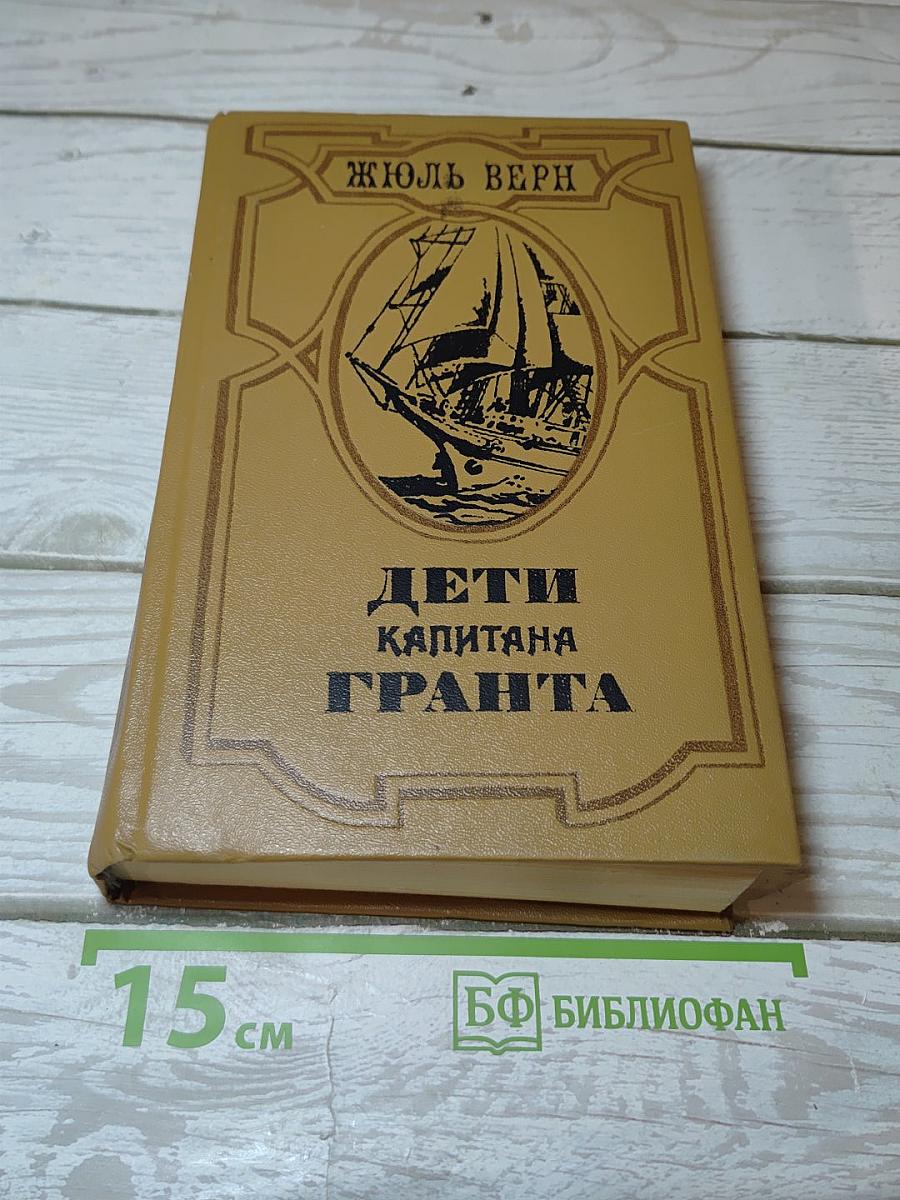 ЖЮЛЬ ВЕРН
ДЕТИ
КАПИТАНА
ГРАНТА
15 см
БФ БИБЛИОФАН